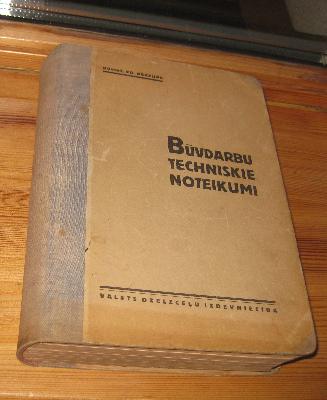 BŪVDARBU
TECHNISKIE
NOTEIKUMI
VALSTS DZELZCEĻU IZDEVNIECĪBA